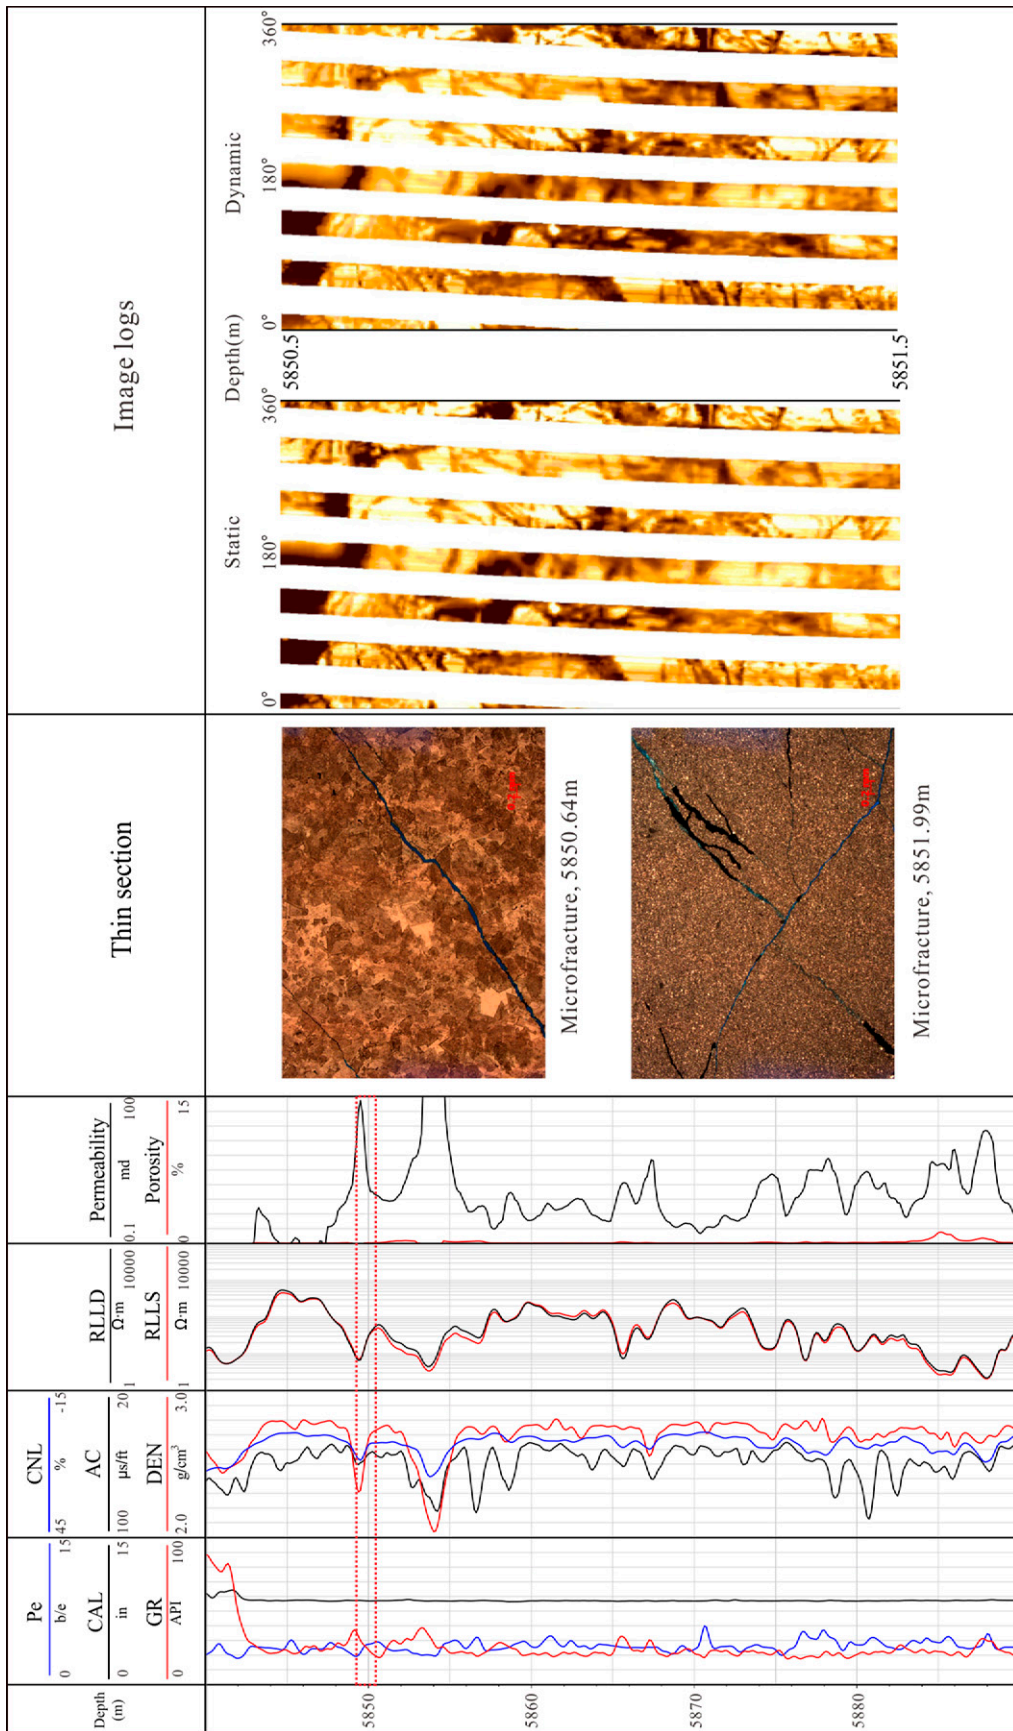 Depth
(m)
Pe
0 b/e 15
CAL
0 in 15
GR
0 API 100
CNL
45 % -15
AC
100 μs/ft 20
DEN
2.0 g/cm³ 3.0
RLLD
1 Ω·m 10000
RLLS
1 Ω·m 10000
Permeability
0.1 md 100
Porosity
0 % 15
Thin section
Image logs
5850
5860
5870
5880
Microfracture, 5850.64m
Microfracture, 5851.99m
Static
0° 180° 360°
Depth(m)
5850.5
5851.5
Dynamic
0° 180° 360°